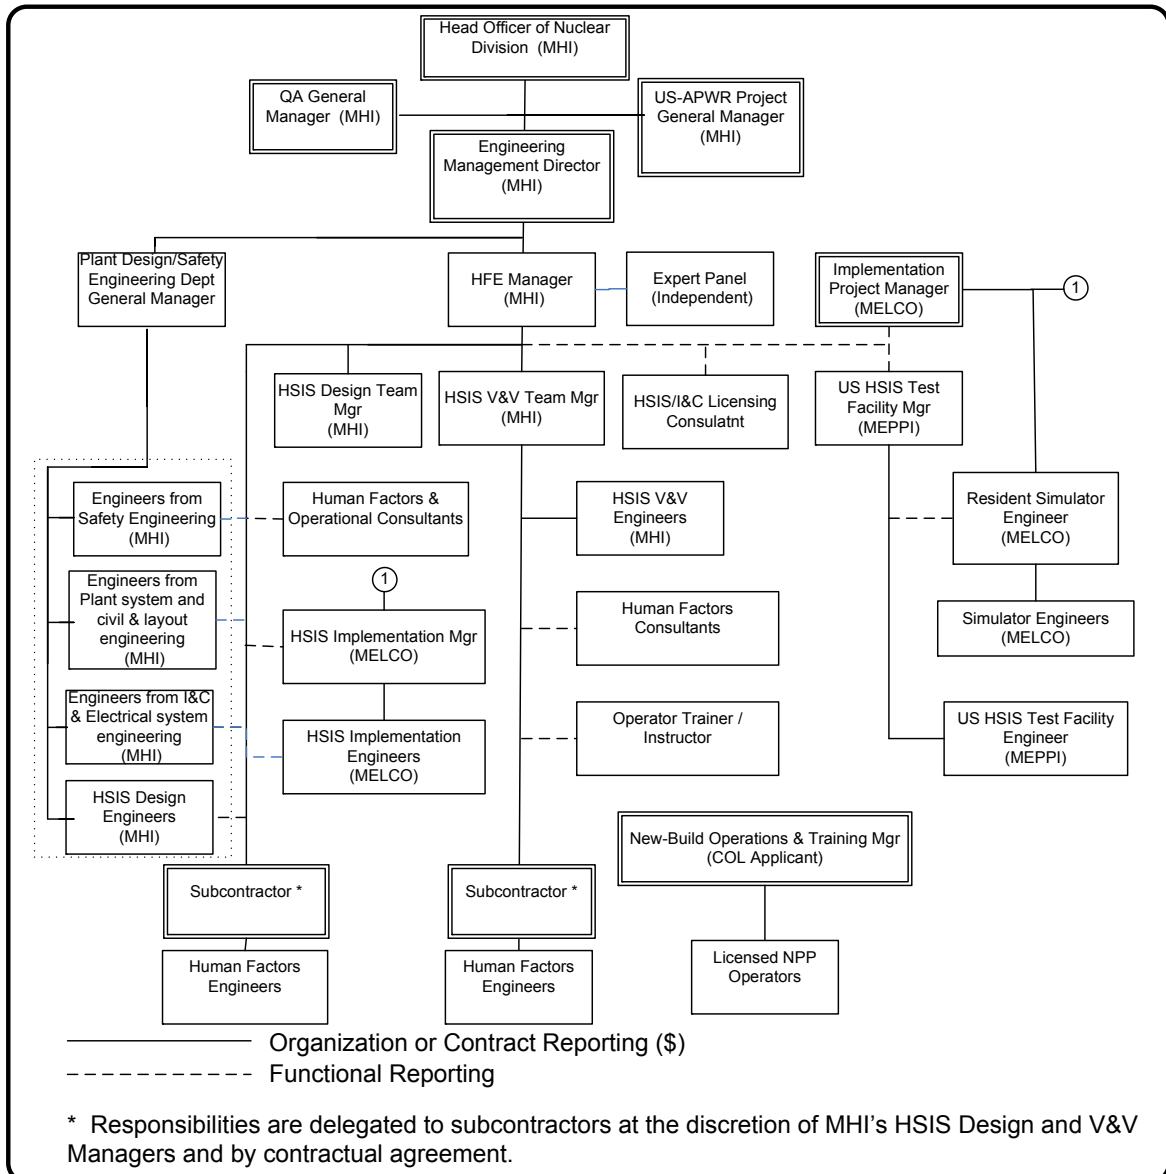 Head Officer of Nuclear
Division (MHI)
QA General
Manager (MHI)
US-APWR Project
General Manager
(MHI)
Engineering
Management Director
(MHI)
Plant Design/Safety
Engineering Dept
General Manager
HFE Manager
(MHI)
Expert Panel
(Independent)
Implementation
Project Manager
(MELCO)
1
HSIS Design Team
Mgr
(MHI)
HSIS V&V Team Mgr
(MHI)
HSIS/I&C Licensing
Consulatnt
US HSIS Test
Facility Mgr
(MEPPI)
Engineers from
Safety Engineering
(MHI)
Human Factors &
Operational Consultants
HSIS V&V
Engineers
(MHI)
Resident Simulator
Engineer
(MELCO)
Engineers from
Plant system and
civil & layout
engineering
(MHI)
1
HSIS Implementation Mgr
(MELCO)
Human Factors
Consultants
Simulator Engineers
(MELCO)
Engineers from I&C
& Electrical system
engineering
(MHI)
HSIS Implementation
Engineers
(MELCO)
Operator Trainer /
Instructor
US HSIS Test Facility
Engineer
(MEPPI)
HSIS Design
Engineers
(MHI)
New-Build Operations & Training Mgr
(COL Applicant)
Subcontractor *
Subcontractor *
Human Factors
Engineers
Human Factors
Engineers
Licensed NPP
Operators
Organization or Contract Reporting ($)
Functional Reporting
* Responsibilities are delegated to subcontractors at the discretion of MHI's HSIS Design and V&V
Managers and by contractual agreement.